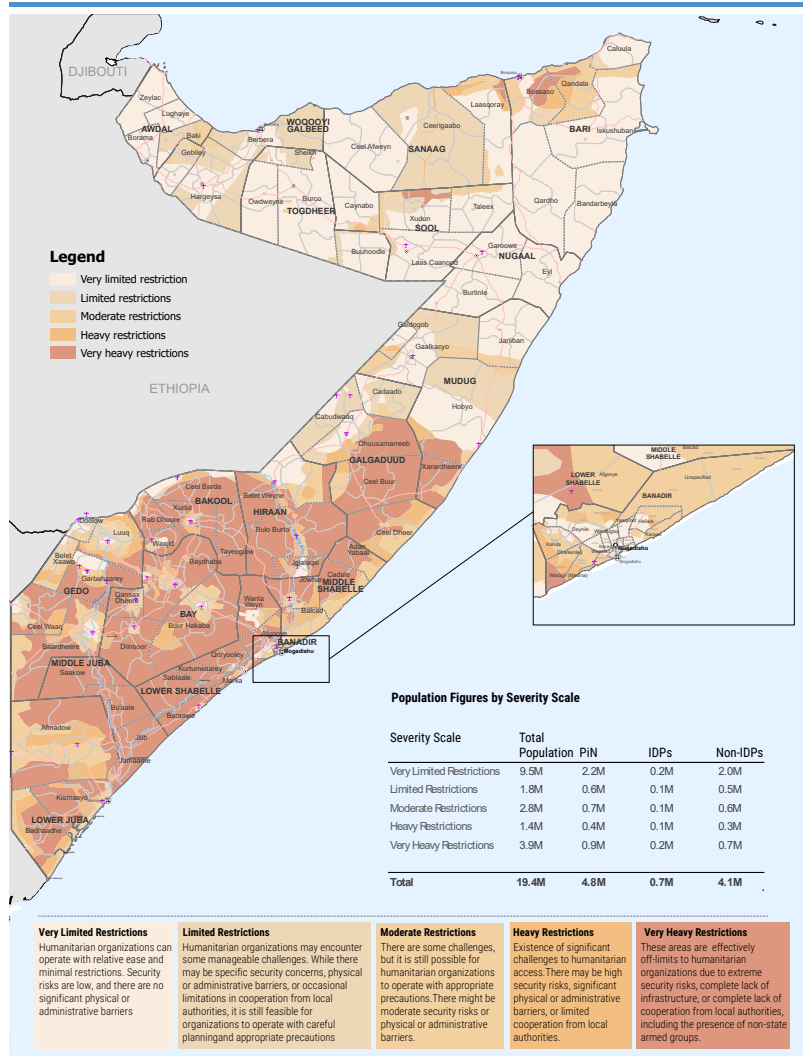 DJIBOUTI
Zeylac
Lughaye
AWDAL
Borama
Baki
Gebiley
Hargeysa
WOQOOYI
GALBEED
Berbera
Sheikh
Owdweyne
Burco
TOGDHEER
Ceel Afweyn
Ceerigaabo
SANAAG
Laasqoray
Caynabo
Xudun
SOOL
Taleex
Buuhoodle
Laas Caanood
Caluula
Qandala
Bossaso
BARI
Iskushuban
Qardho
Bandarbeyla
Garoowe
NUGAAL
Eyl
Burtinle
Legend
Very limited restriction
Limited restrictions
Moderate restrictions
Heavy restrictions
Very heavy restrictions
ETHIOPIA
Galdogob
Gaalkacyo
Jariiban
MUDUG
Hobyo
Cadaado
Cabudwaaq
Dhuusamarreeb
GALGADUUD
Xarardheere
Ceel Buur
Ceel Dheer
Ceel Barde
BAKOOL
Xudur
Rab Dhuure
Waajid
Tayeeglow
Belet Weyne
HIRAAN
Bulo Burto
Jalalaqsi
Adan
Yabaal
Jowhar
Cadale
MIDDLE
SHABELLE
Balcad
Doolow
Luuq
Belet
Xaawo
Garbahaarey
GEDO
Ceel Waaq
Baardheere
Baydhaba
Qansax
Dheere
BAY
Buur Hakaba
Diinsoor
Wanla
Weyn
Afgooye
BANADIR
Mogadishu
Qoryooley
Kurtunwaarey
Sablaale
Marka
LOWER SHABELLE
Baraawe
MIDDLE JUBA
Saakow
Bu'aale
Jilib
Afmadow
Jamaame
Kismaayo
LOWER JUBA
Badhaadhe
MIDDLE
SHABELLE
Balcad
LOWER
SHABELLE
Afgooye
Unspecified
BANADIR
Mogadishu
Population Figures by Severity Scale
Severity Scale Total Population PiN IDPs Non-IDPs
Very Limited Restrictions 9.5M 2.2M 0.2M 2.0M
Limited Restrictions 1.8M 0.6M 0.1M 0.5M
Moderate Restrictions 2.8M 0.7M 0.1M 0.6M
Heavy Restrictions 1.4M 0.4M 0.1M 0.3M
Very Heavy Restrictions 3.9M 0.9M 0.2M 0.7M
Total 19.4M 4.8M 0.7M 4.1M
Very Limited Restrictions
Humanitarian organizations can
operate with relative ease and
minimal restrictions. Security
risks are low, and there are no
significant physical or
administrative barriers
Limited Restrictions
Humanitarian organizations may encounter
some manageable challenges. While there
may be specific security concerns, physical
or administrative barriers, or occasional
limitations in cooperation from local
authorities, it is still feasible for
organizations to operate with careful
planningand appropriate precautions
Moderate Restrictions
There are some challenges,
but it is still possible for
humanitarian organizations
to operate with appropriate
precautions.There might be
moderate security risks or
physical or administrative
barriers.
Heavy Restrictions
Existence of significant
challenges to humanitarian
access.There may be high
security risks, significant
physical or administrative
barriers, or limited
cooperation from local
authorities.
Very Heavy Restrictions
These areas are effectively
off-limits to humanitarian
organizations due to extreme
security risks, complete lack of
infrastructure, or complete lack of
cooperation from local authorities,
including the presence of non-state
armed groups.